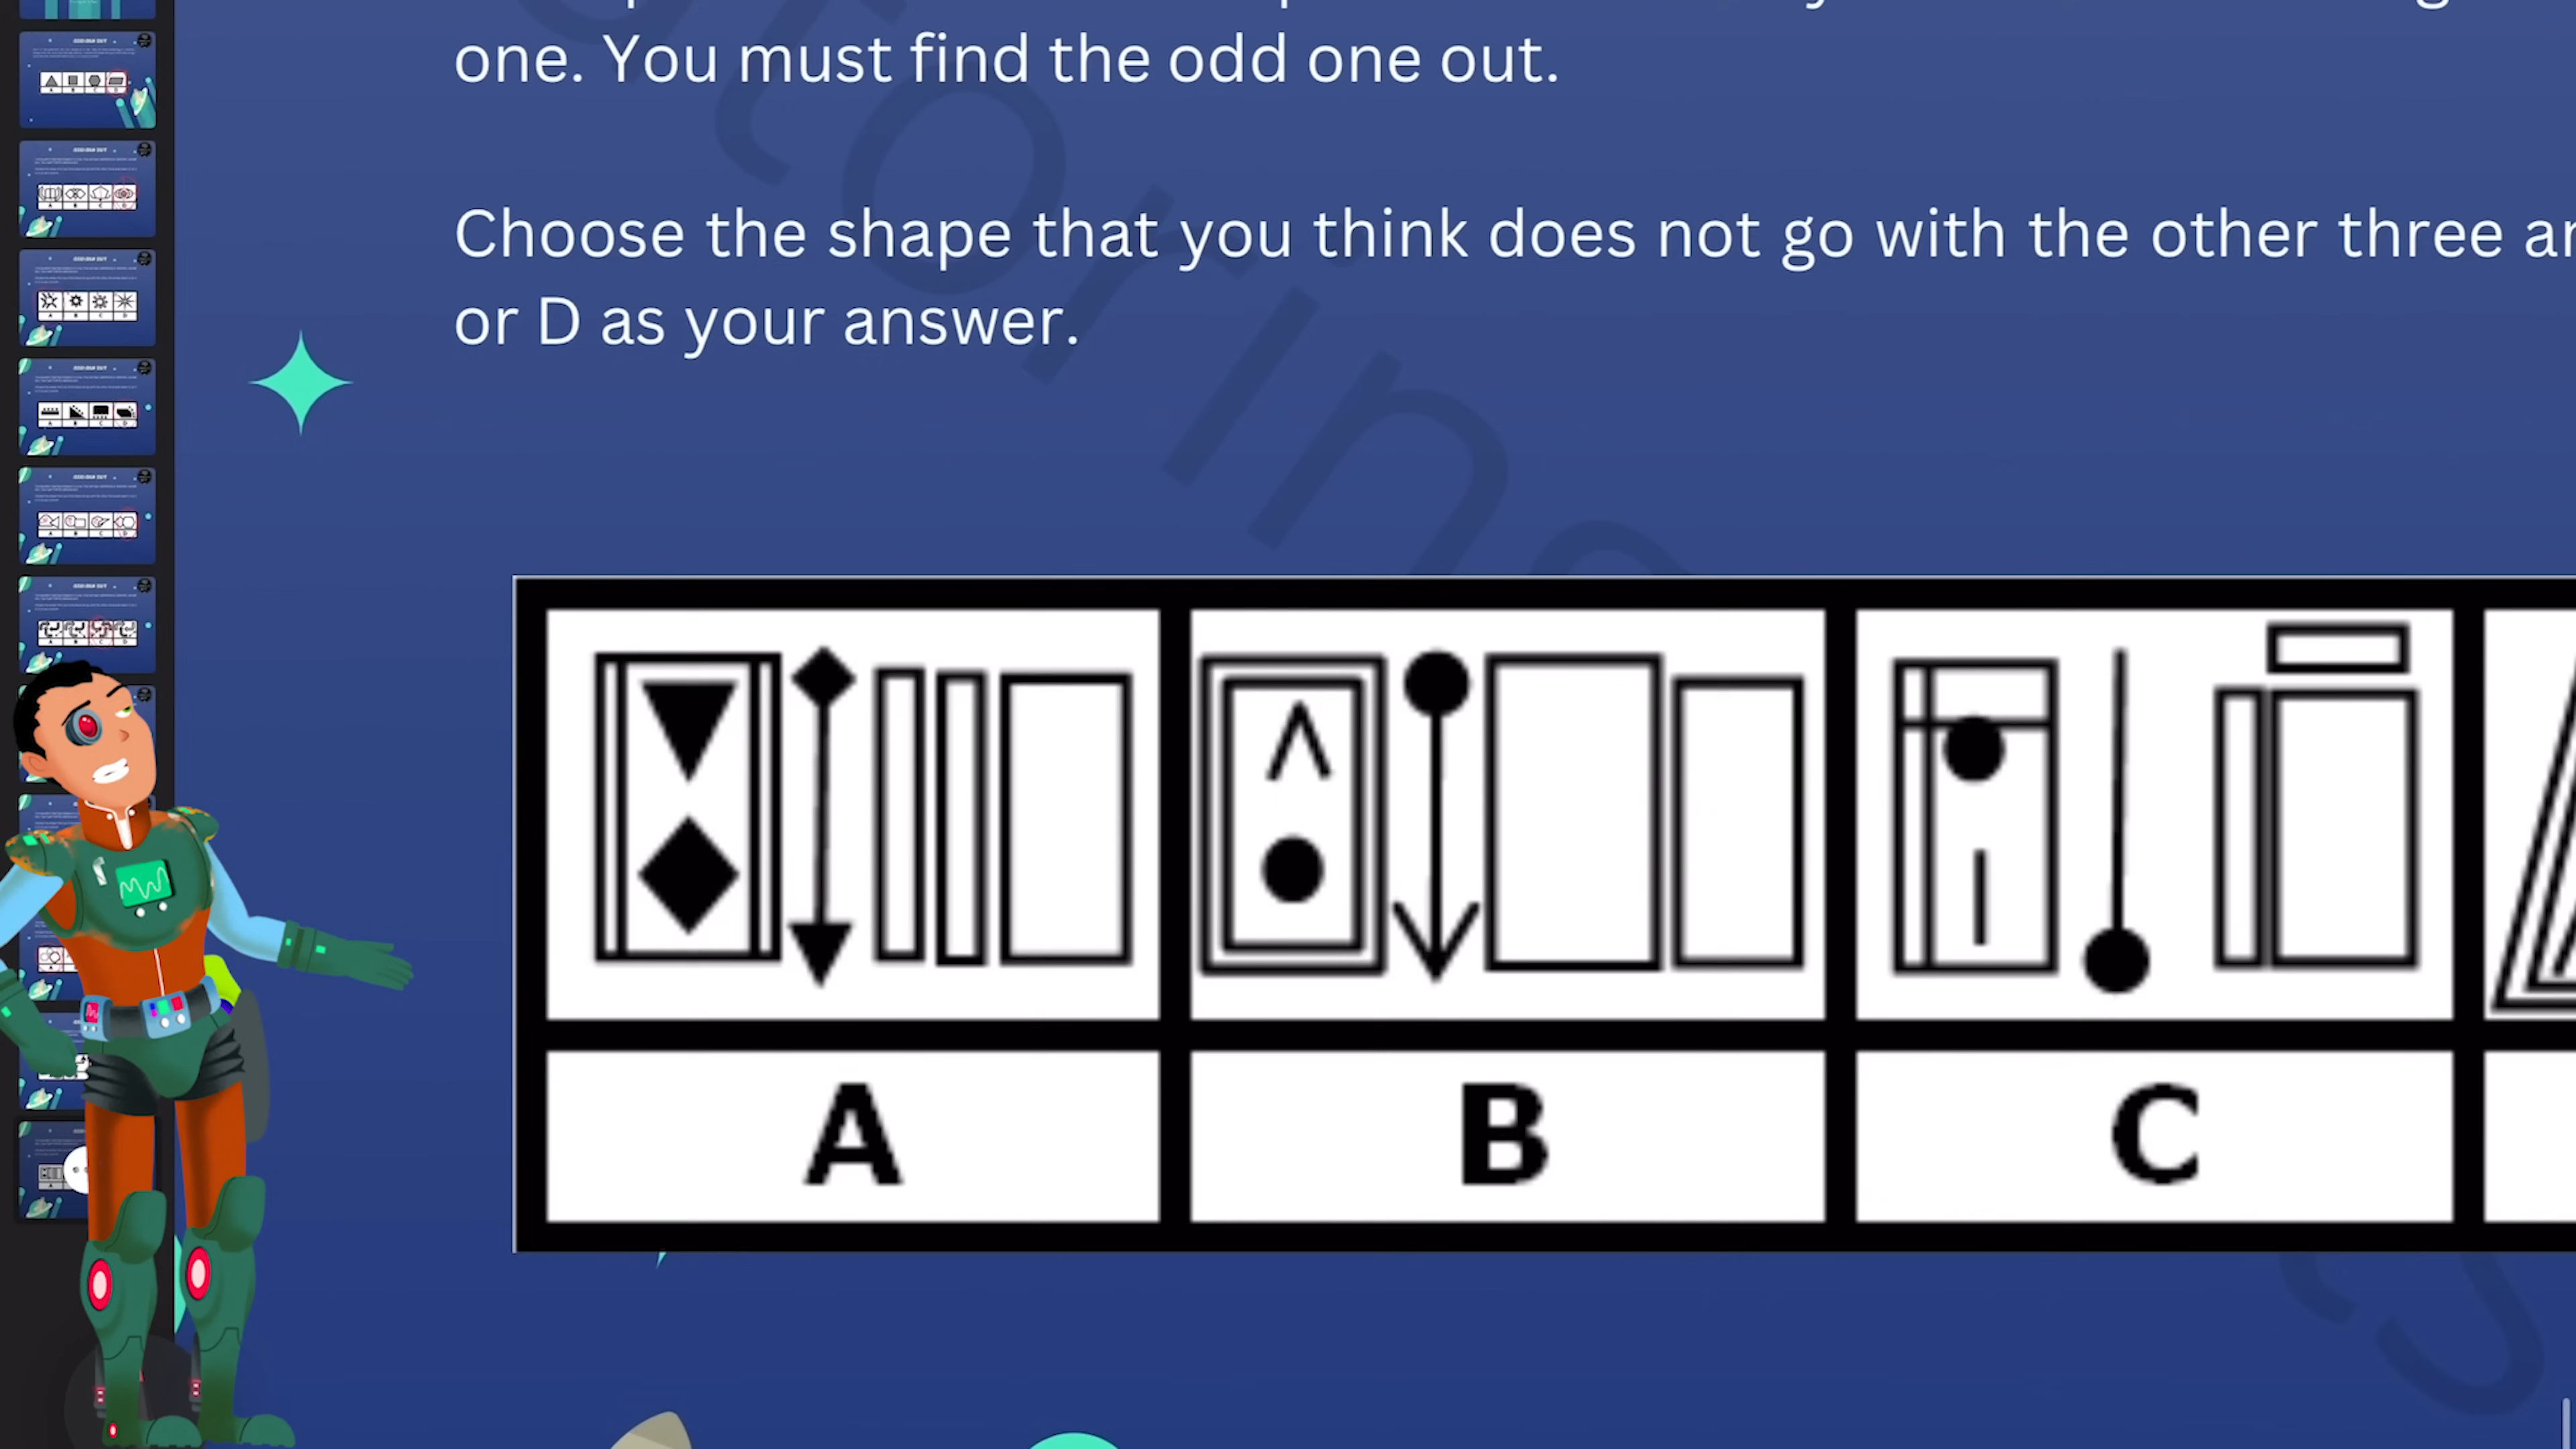 one. You must find the odd one out.
Choose the shape that you think does not go with the other three
or D as your answer.
A
B
C